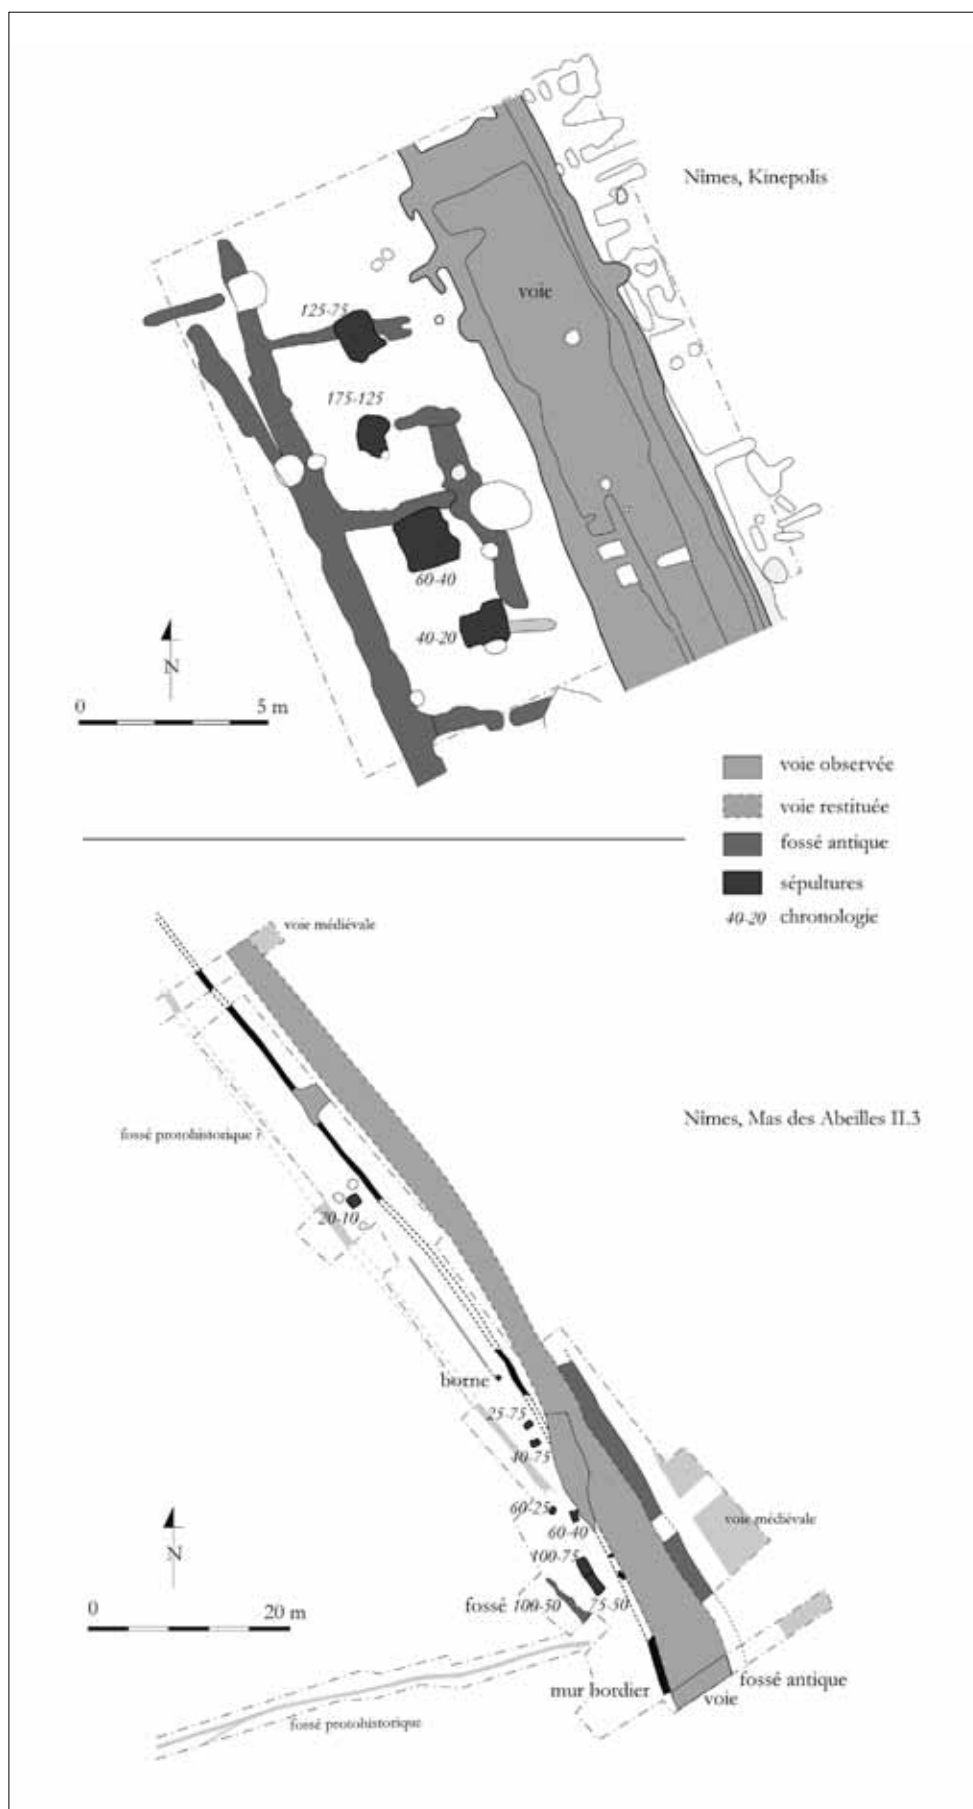 Nîmes, Kinepolis
voie
125-75
175-125
60-40
40-20
N
0 5 m
voie observée
voie restituée
fossé antique
sépultures
40-20 chronologie
voie médiévale
Nîmes, Mas des Abeilles II.3
fossé protohistorique ?
20-10
borne
25-75
40-75
60-25
60-40
voie médiévale
100-75
N
fossé 100-50 75-50
0 20 m
fossé antique
mur bordier
voie
fossé protohistorique